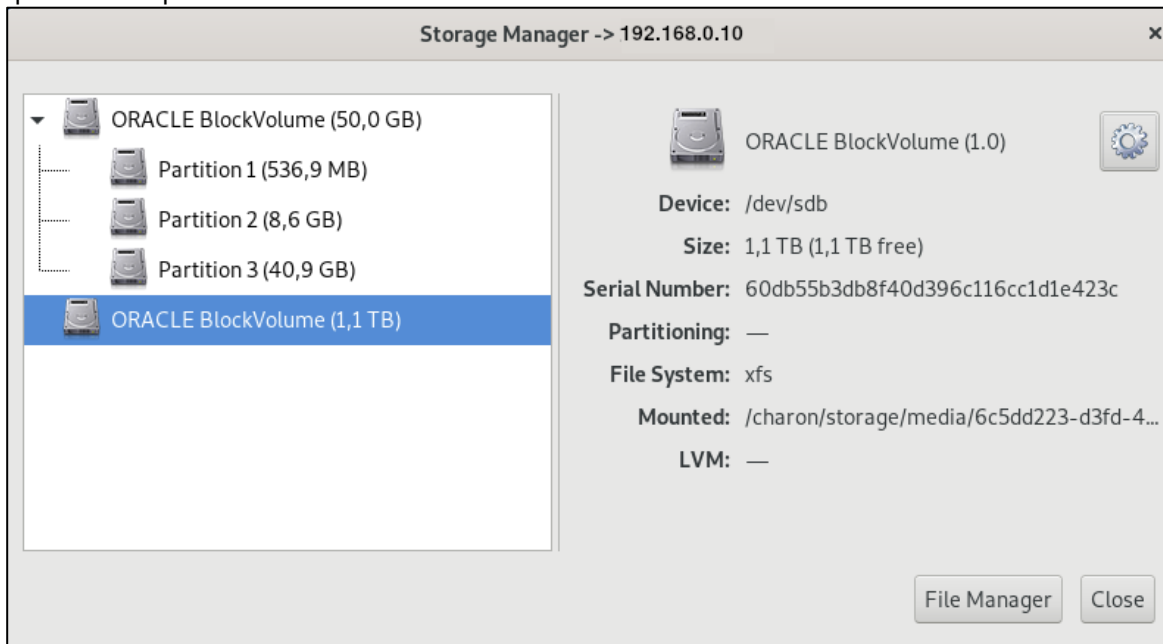 Storage Manager -> 192.168.0.10
×
ORACLE BlockVolume (50,0 GB)
Partition 1 (536,9 MB)
Partition 2 (8,6 GB)
Partition 3 (40,9 GB)
ORACLE BlockVolume (1,1 TB)
ORACLE BlockVolume (1.0)
Device: /dev/sdb
Size: 1,1 TB (1,1 TB free)
Serial Number: 60db55b3db8f40d396c116cc1d1e423c
Partitioning: —
File System: xfs
Mounted: /charon/storage/media/6c5dd223-d3fd-4...
LVM: —
File Manager
Close